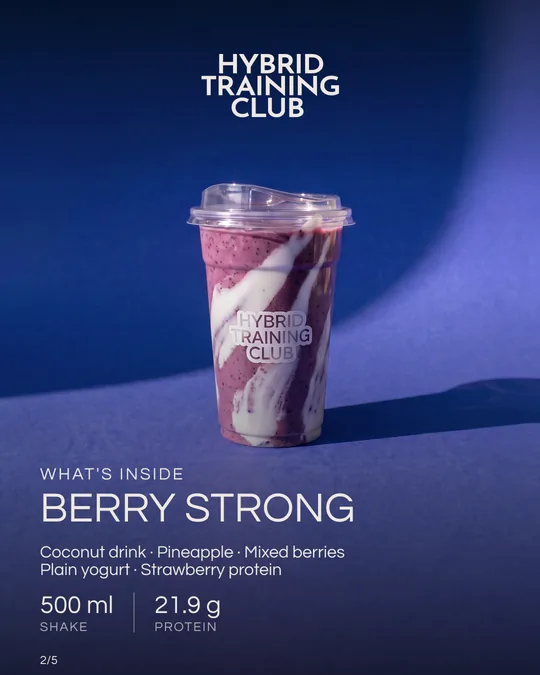 HYBRID
TRAINING
CLUB
HYBRID
TRAINING
CLUB
WHAT'S INSIDE
BERRY STRONG
Coconut drink · Pineapple · Mixed berries
Plain yogurt · Strawberry protein
500 ml
SHAKE
21.9 g
PROTEIN
2/5